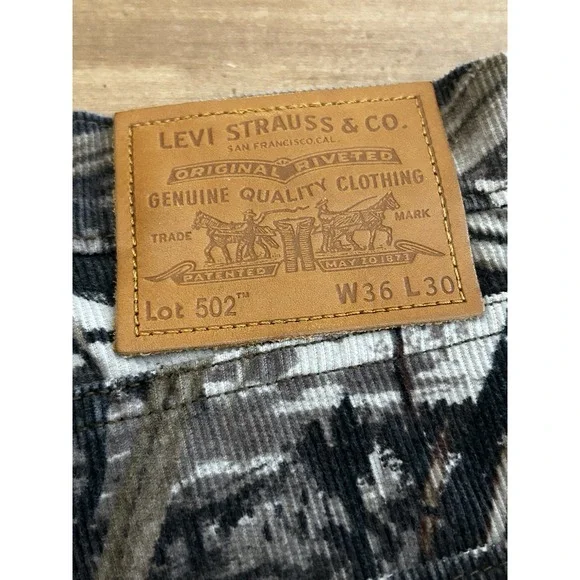 LEVI STRAUSS & CO.
SAN FRANCISCO, CAL.
ORIGINAL RIVETED
GENUINE QUALITY CLOTHING
TRADE MARK
PATENTED MAY 20 1873
Lot 502™ W36 L30